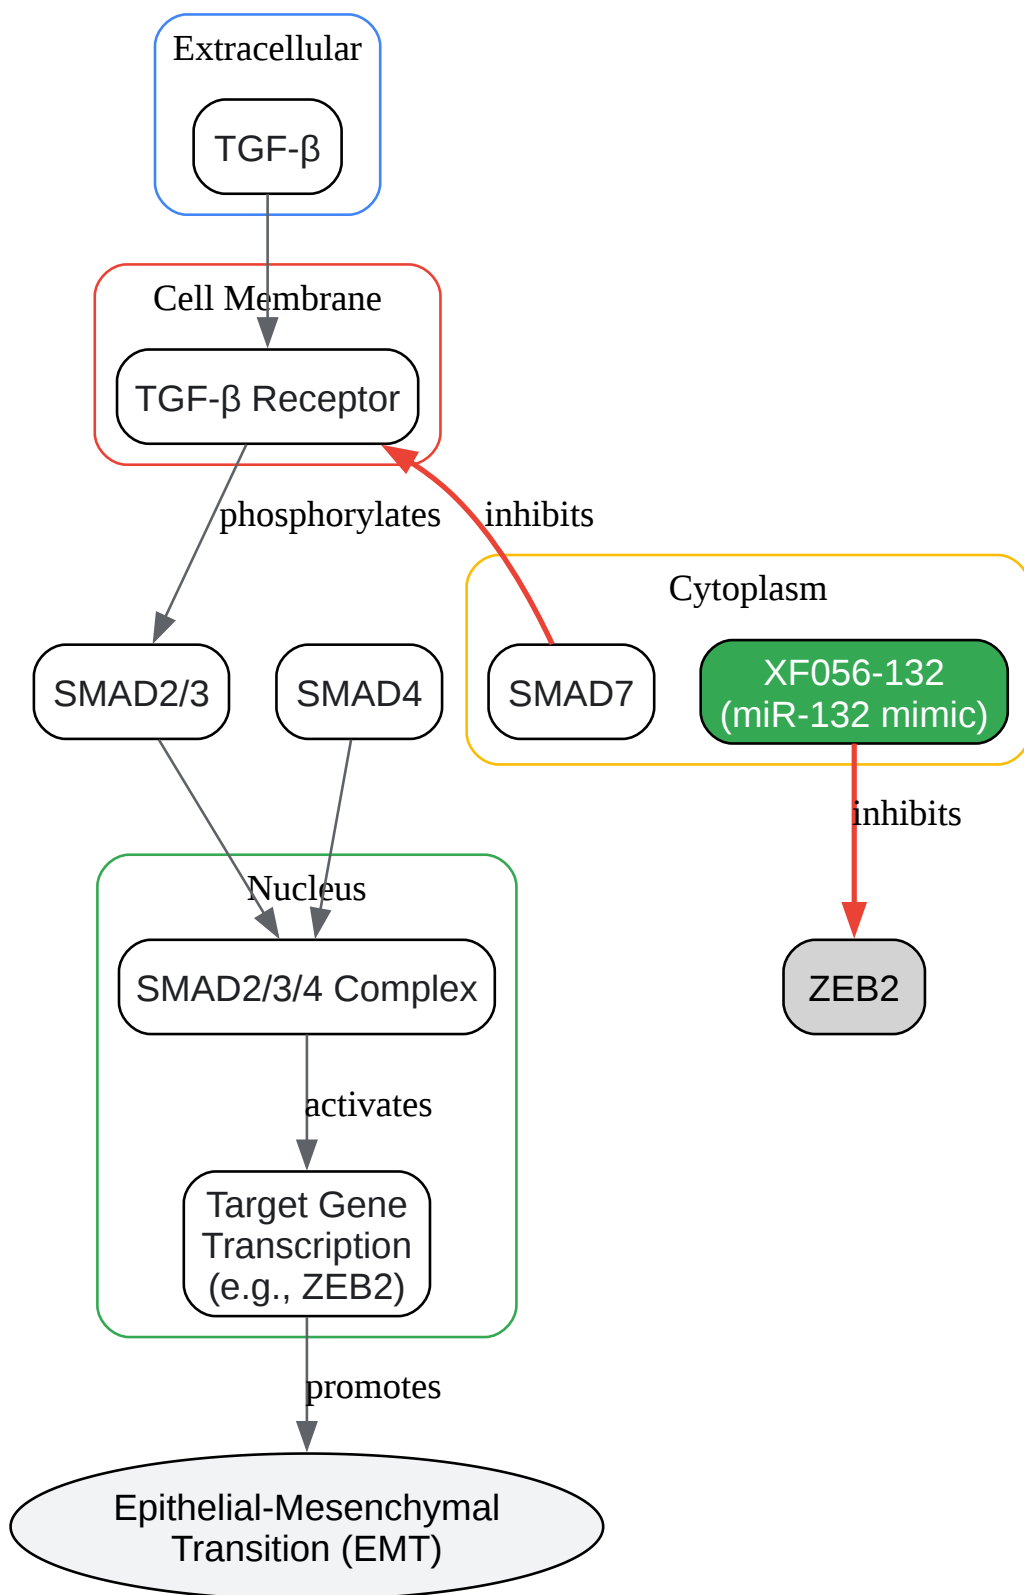 Extracellular
TGF-β
Cell Membrane
TGF-β Receptor
phosphorylates
inhibits
Cytoplasm
SMAD2/3
SMAD4
SMAD7
XF056-132
(miR-132 mimic)
inhibits
Nucleus
SMAD2/3/4 Complex
ZEB2
activates
Target Gene
Transcription
(e.g., ZEB2)
promotes
Epithelial-Mesenchymal
Transition (EMT)